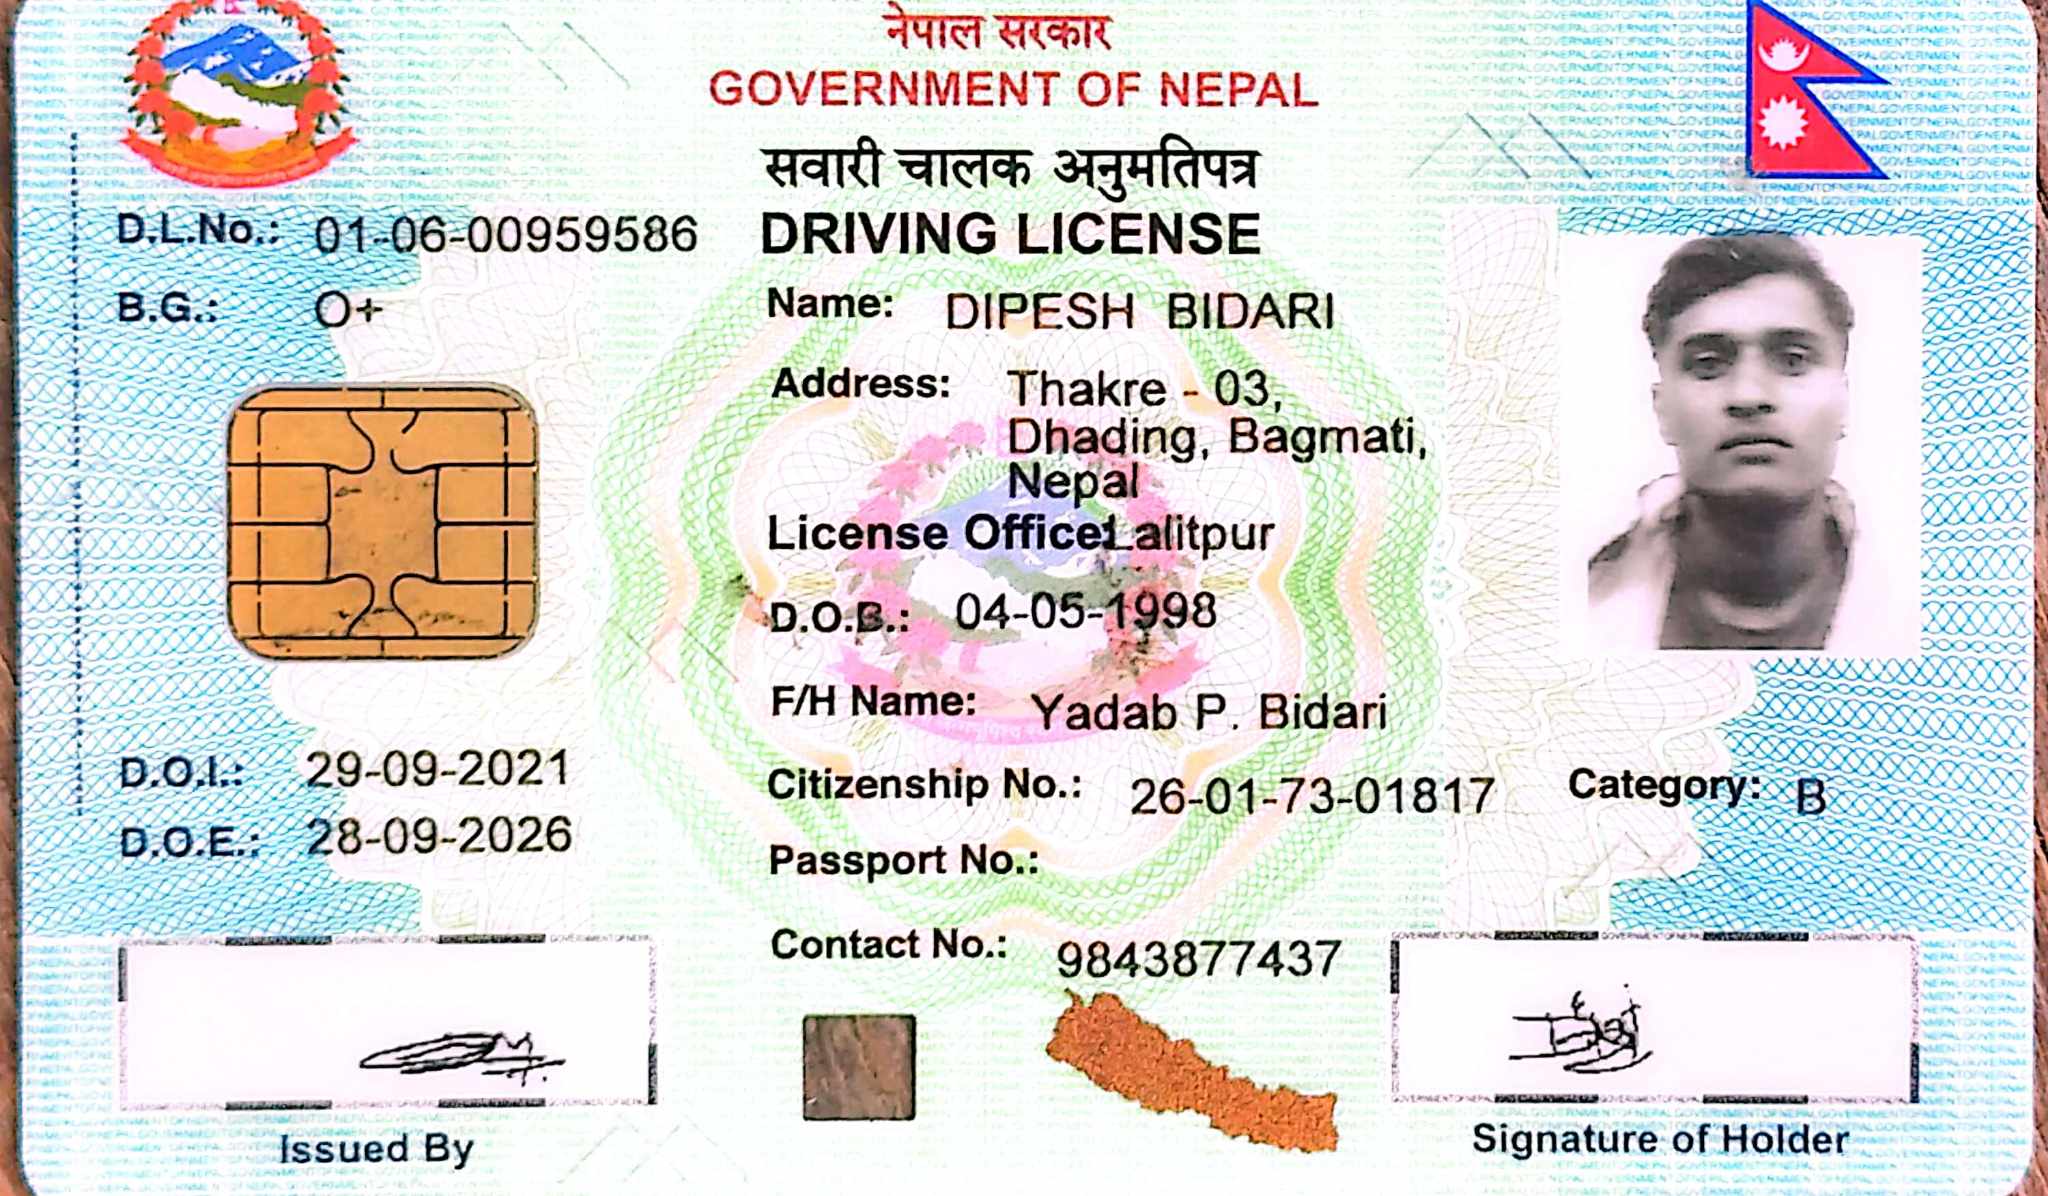 नेपाल सरकार
GOVERNMENT OF NEPAL
सवारी चालक अनुमतिपत्र
DRIVING LICENSE
D.L.No.: 01-06-00959586
B.G.: O+
Name: DIPESH BIDARI
Address: Thakre - 03,
Dhading, Bagmati,
Nepal
License Office: Lalitpur
D.O.B.: 04-05-1998
F/H Name: Yadab P. Bidari
D.O.I.: 29-09-2021
Citizenship No.: 26-01-73-01817
Category: B
D.O.E.: 28-09-2026
Passport No.:
Contact No.: 9843877437
Issued By
Signature of Holder